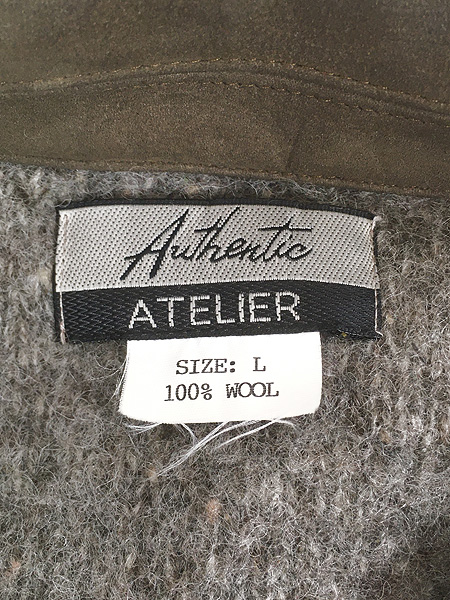 Authentic
ATELIER
SIZE: L
100% WOOL